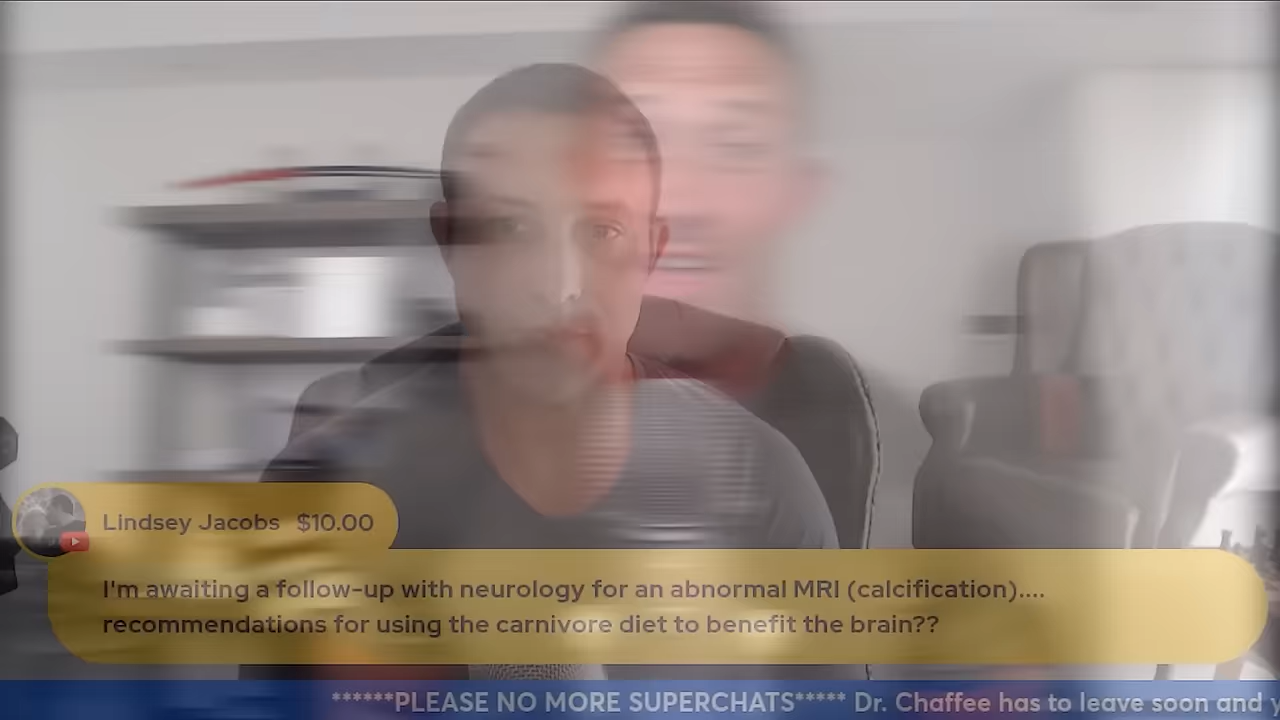 Lindsey Jacobs $10.00
I'm awaiting a follow-up with neurology for an abnormal MRI (calcification)....
recommendations for using the carnivore diet to benefit the brain??
******PLEASE NO MORE SUPERCHATS***** Dr. Chaffee has to leave soon and y